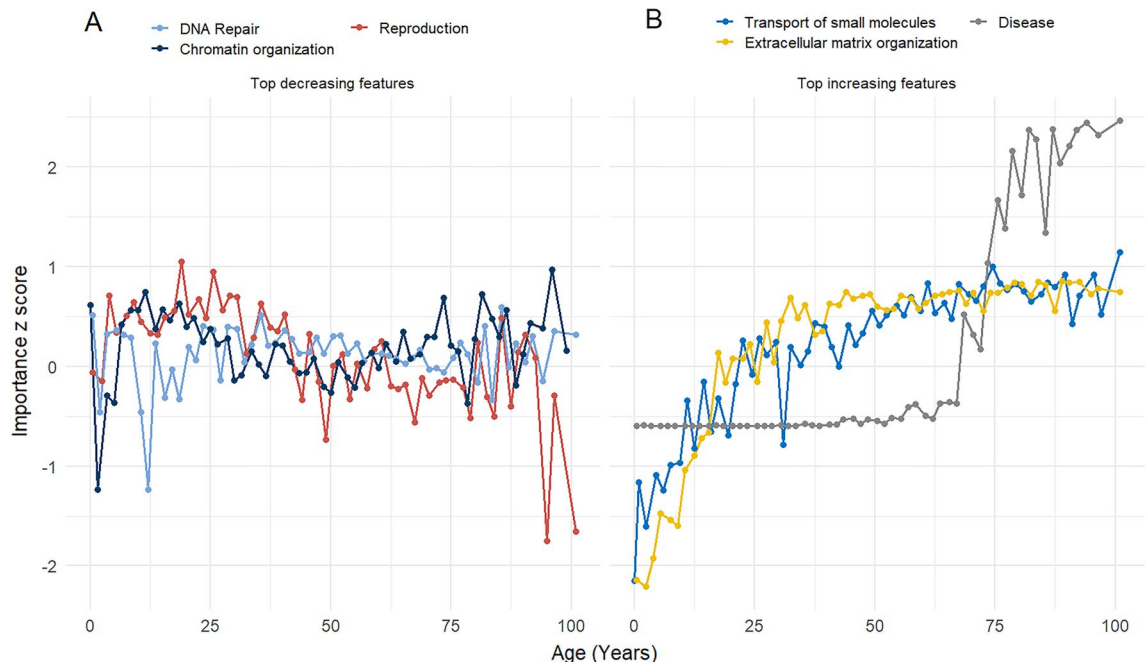 A
DNA Repair
Reproduction
Chromatin organization
B
Transport of small molecules
Disease
Extracellular matrix organization
Top decreasing features
Top increasing features
Importance z score
2
1
0
-1
-2
0
25
50
75
100
0
25
50
75
100
Age (Years)